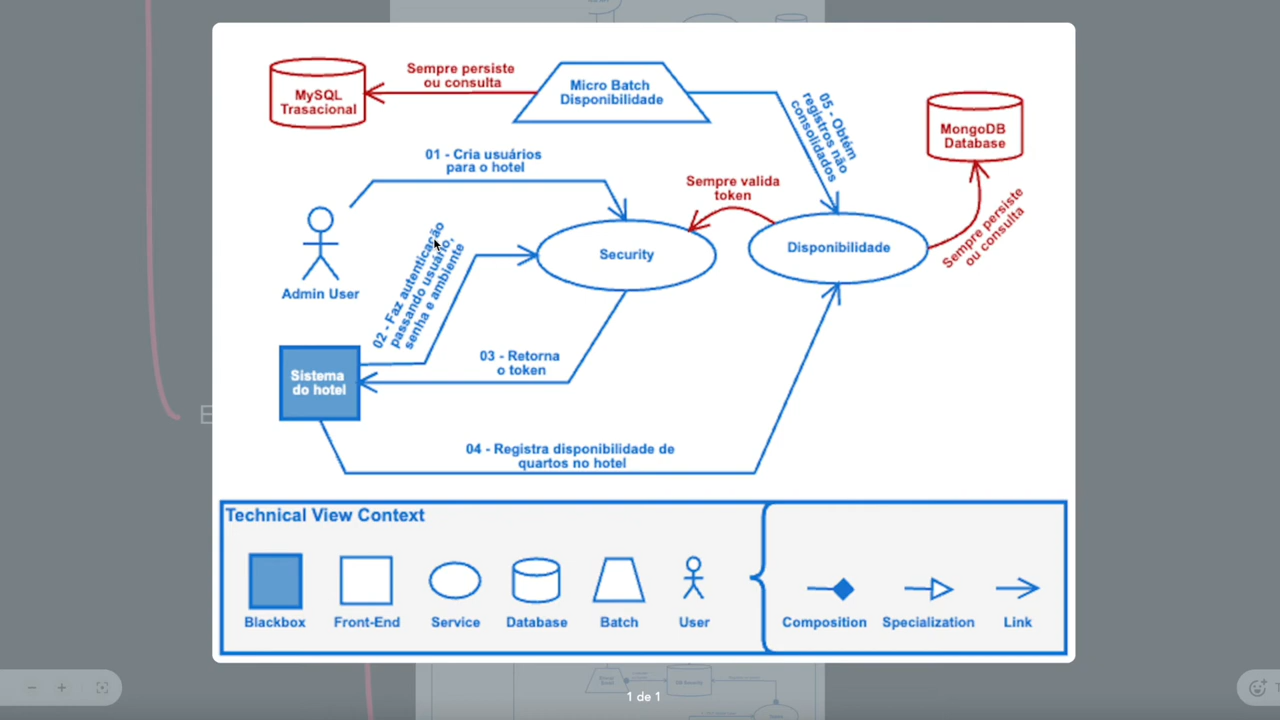 MySQL
Trasacional
Sempre persiste
ou consulta
Micro Batch
Disponibilidade
05 - Obtém
registros não
consolidados
MongoDB
Database
01 - Cria usuários
para o hotel
Sempre valida
token
Sempre persiste
ou consulta
Admin User
02 - Faz autenticação
passando usuário,
senha e ambiente
Security
Disponibilidade
Sistema
do hotel
03 - Retorna
o token
04 - Registra disponibilidade de
quartos no hotel
Technical View Context
Blackbox
Front-End
Service
Database
Batch
User
Composition
Specialization
Link
1 de 1